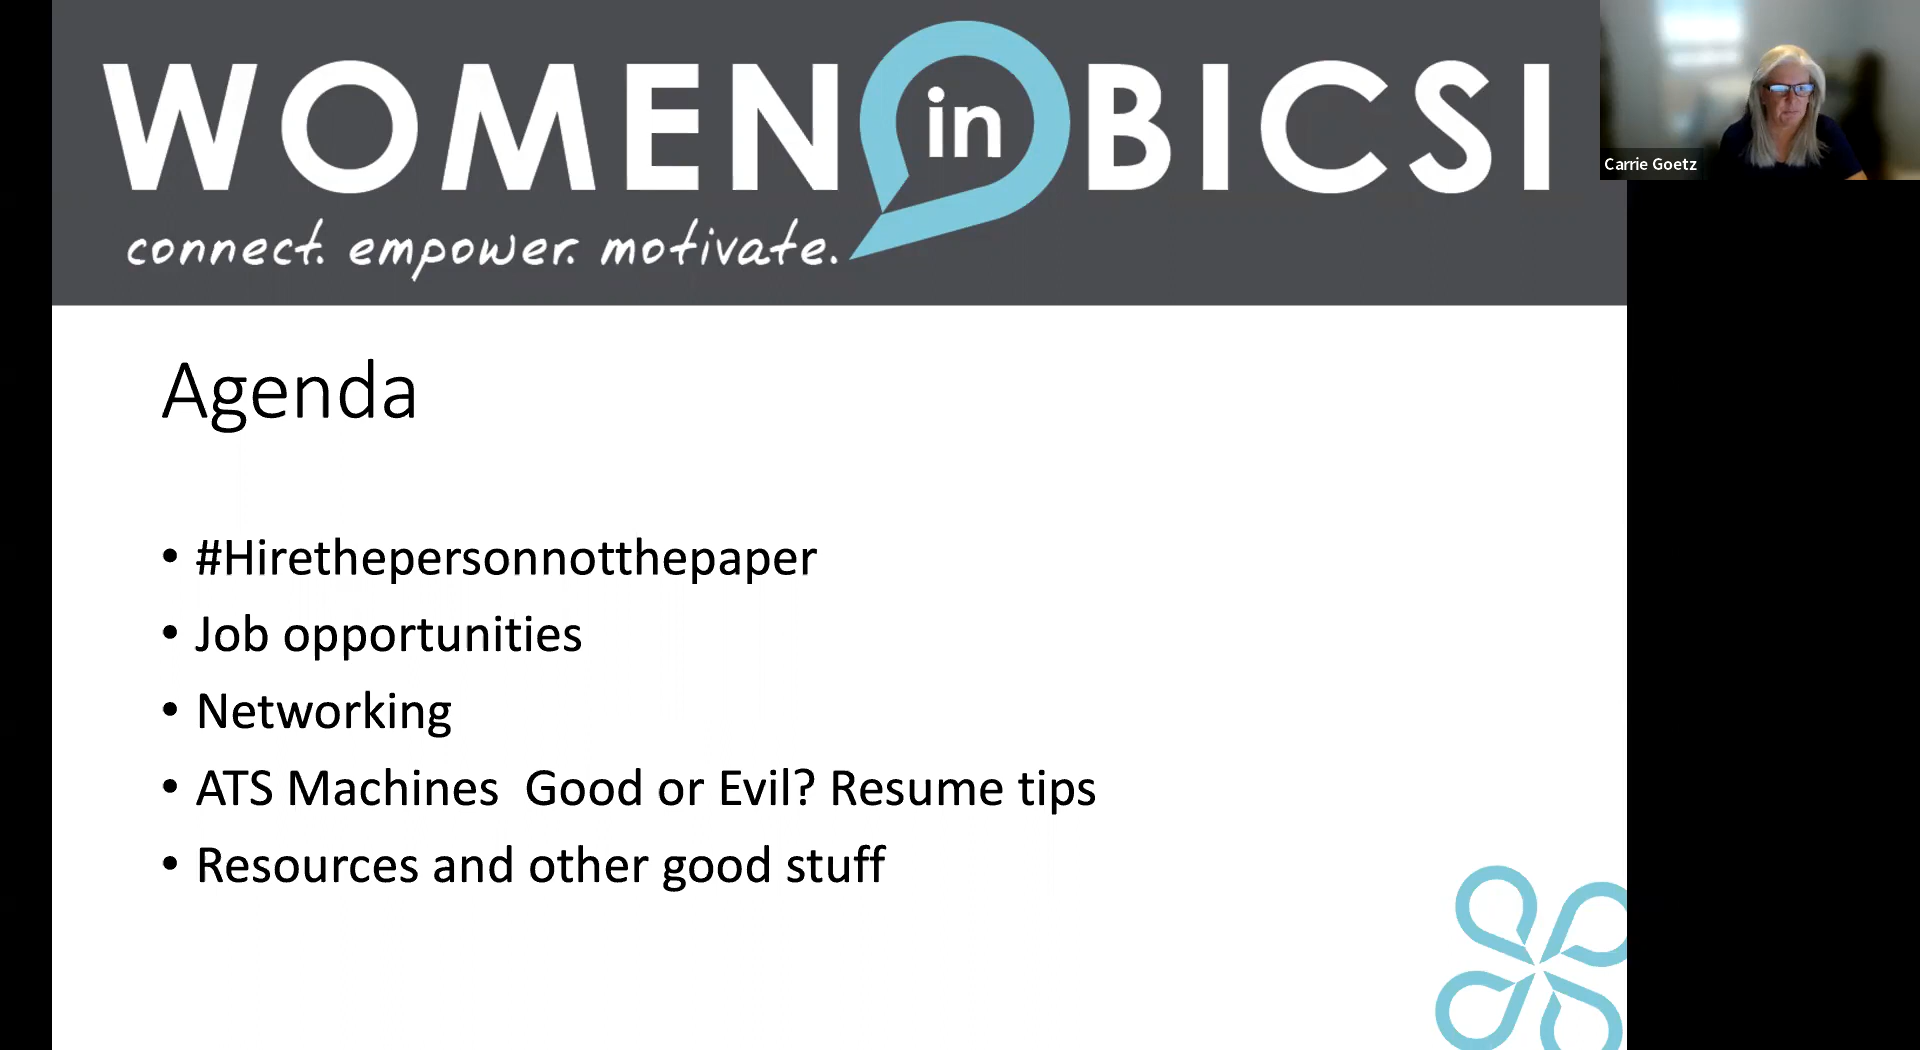 WOMEN in BICSI
connect. empower. motivate.
Carrie Goetz
Agenda
• #Hirethepersonnotthepaper
• Job opportunities
• Networking
• ATS Machines  Good or Evil? Resume tips
• Resources and other good stuff